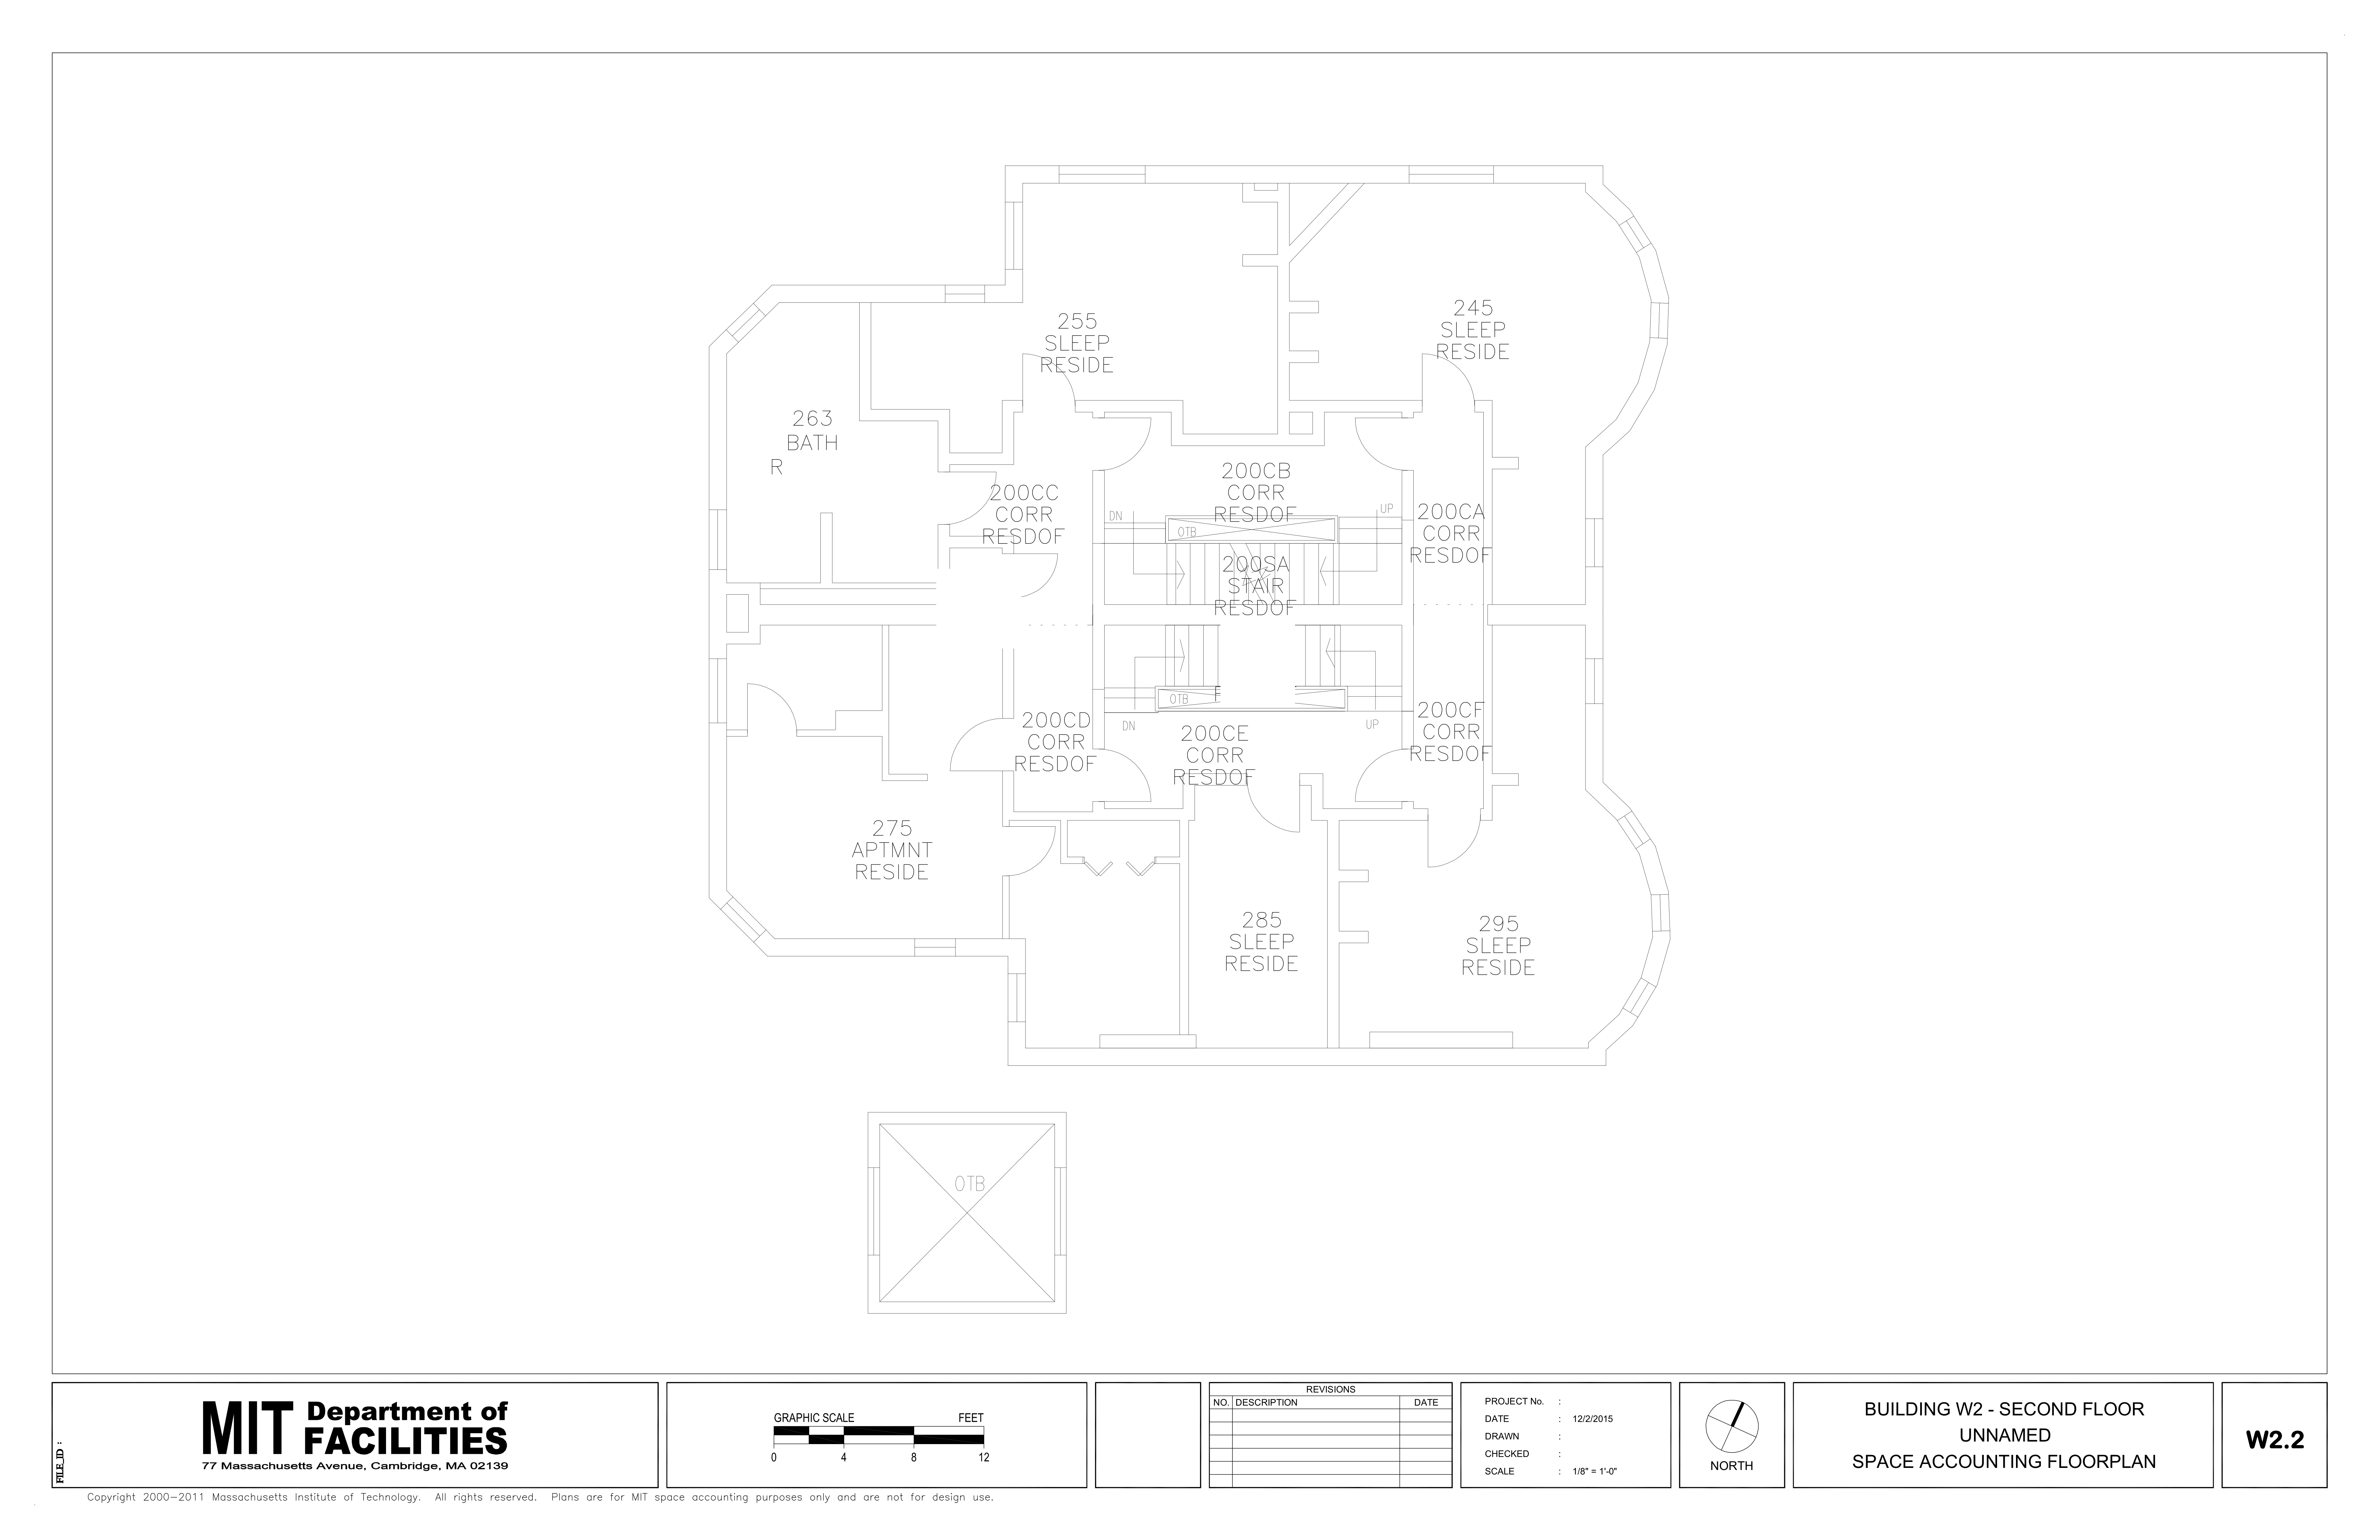 255
SLEEP
RESIDE
245
SLEEP
RESIDE
263
BATH
R
200CC
CORR
RESDOF
200CB
CORR
RESDOF
200CA
CORR
RESDOF
DN
UP
OTB
200SA
STAIR
RESDOF
OTB
DN
UP
200CD
CORR
RESDOF
200CE
CORR
RESDOF
200CF
CORR
RESDOF
275
APTMNT
RESIDE
285
SLEEP
RESIDE
295
SLEEP
RESIDE
OTB
FILE_ID :
MIT Department of
FACILITIES
77 Massachusetts Avenue, Cambridge, MA 02139
GRAPHIC SCALE FEET
0 4 8 12
REVISIONS
NO. DESCRIPTION DATE
PROJECT No. :
DATE : 12/2/2015
DRAWN :
CHECKED :
SCALE : 1/8" = 1'-0"
NORTH
BUILDING W2 - SECOND FLOOR
UNNAMED
SPACE ACCOUNTING FLOORPLAN
W2.2
Copyright 2000-2011 Massachusetts Institute of Technology. All rights reserved. Plans are for MIT space accounting purposes only and are not for design use.